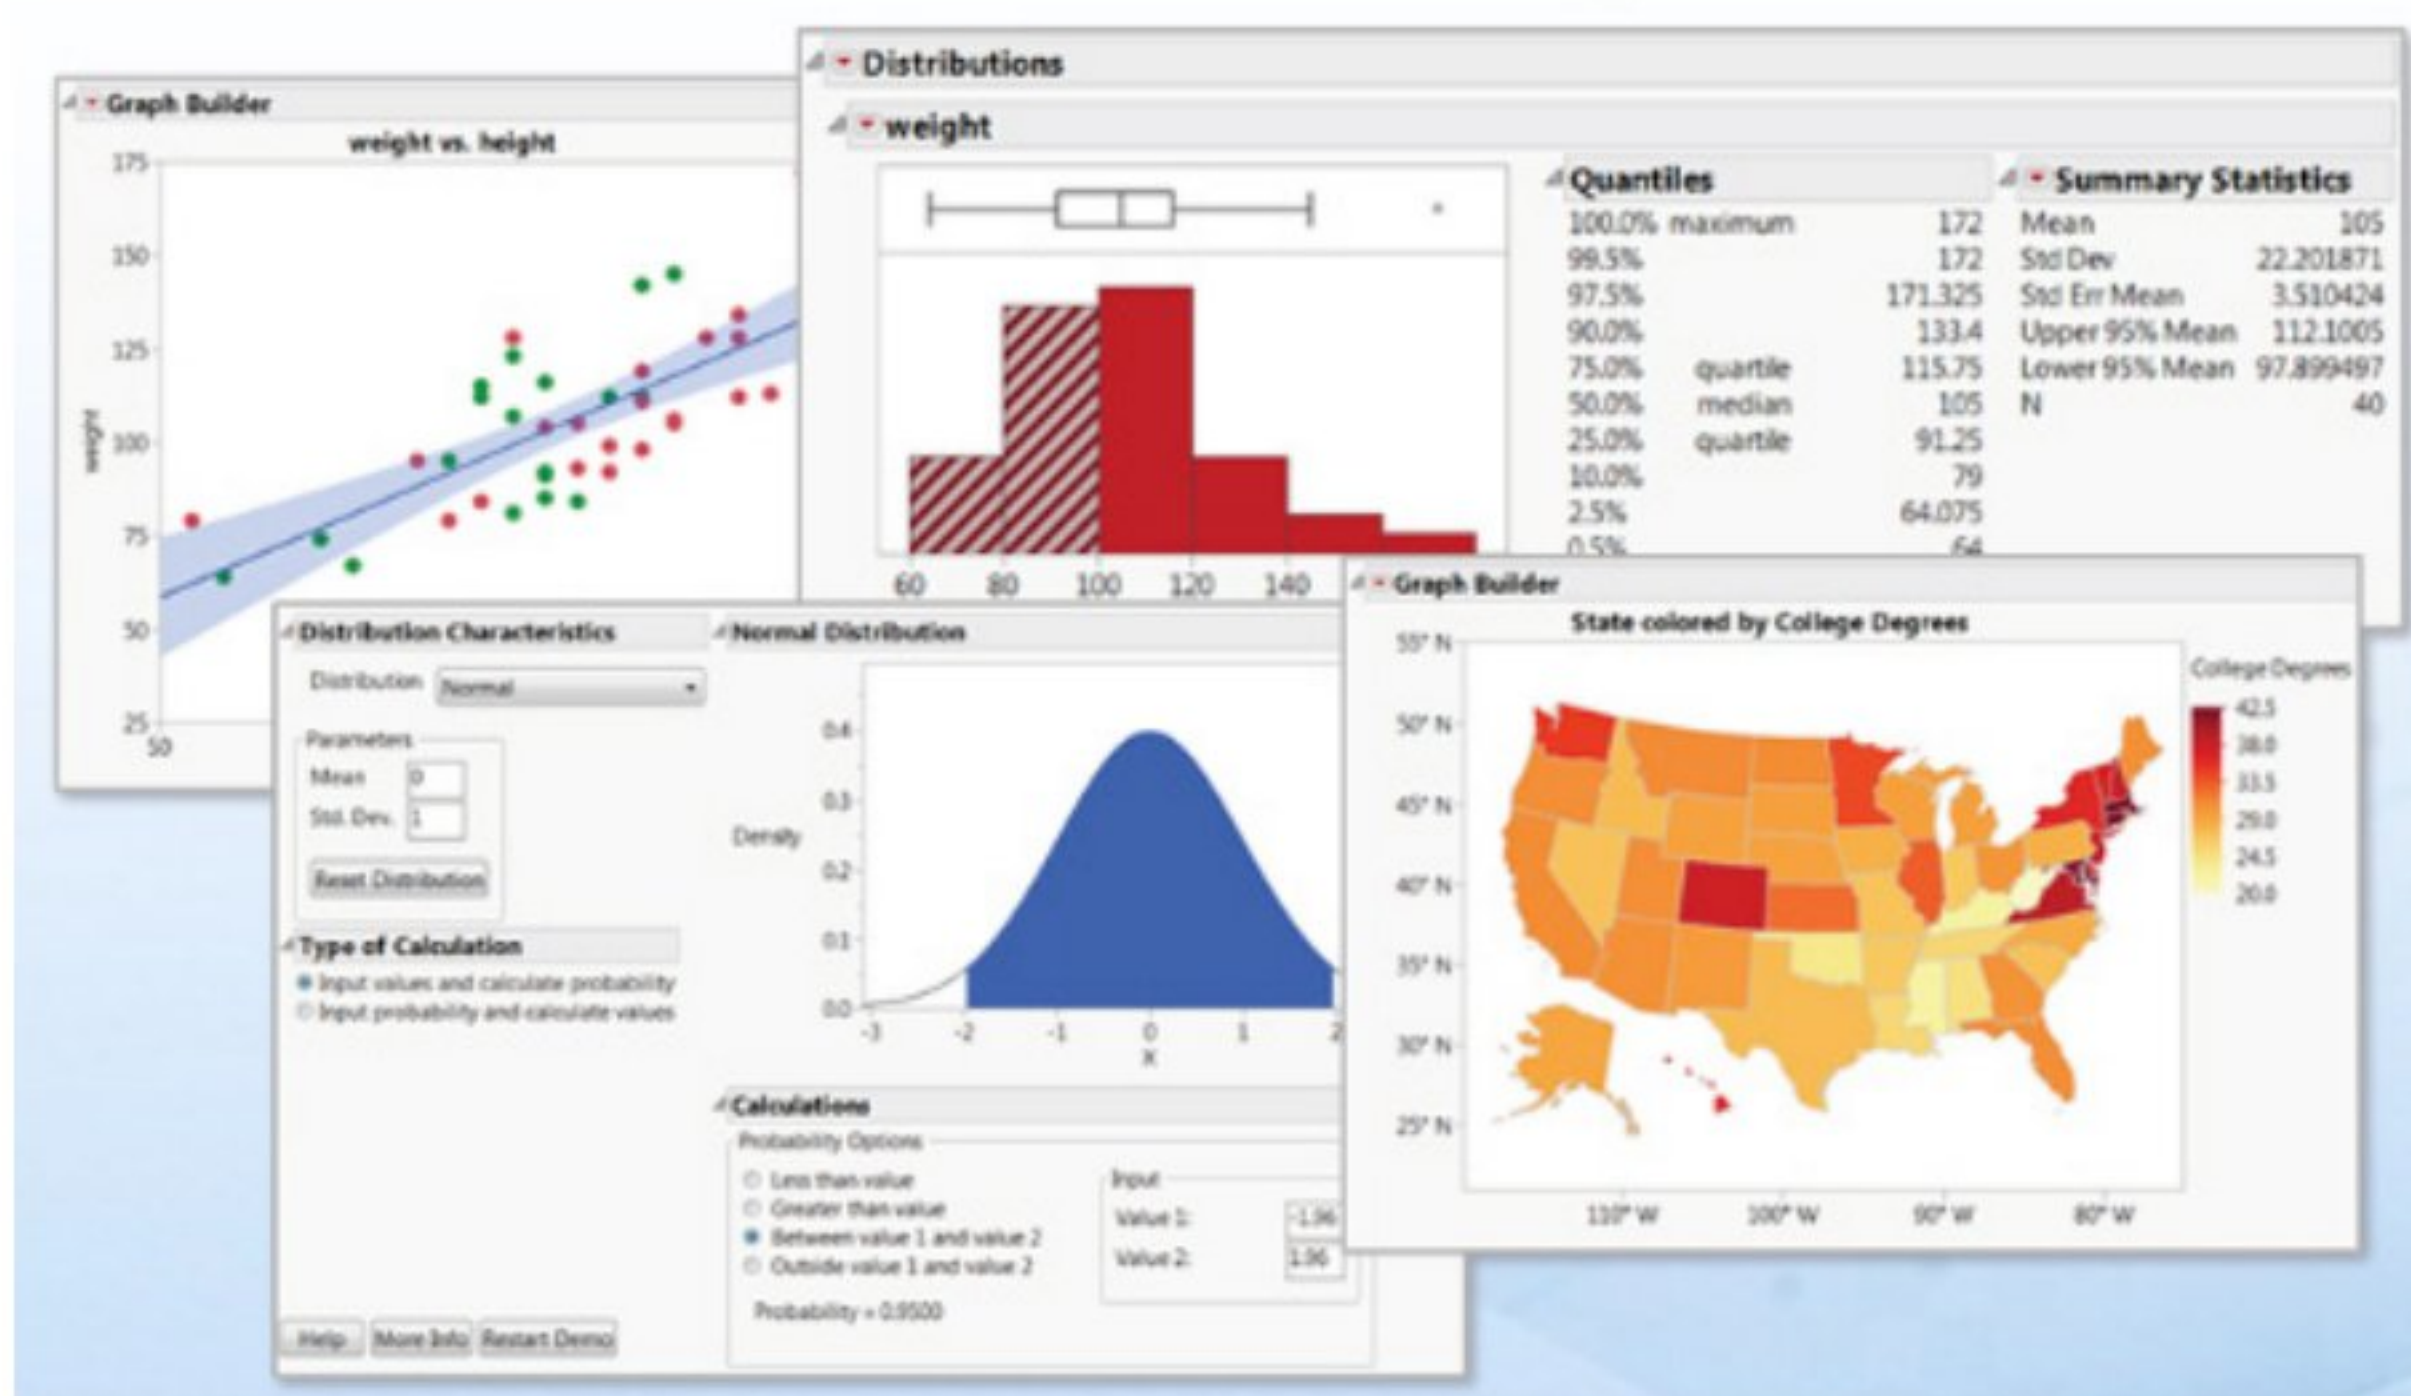 Graph Builder
weight vs. height
175
150
125
100
75
50
25
weight
50
Distributions
weight
60 80 100 120 140
Quantiles
100.0% maximum 172
99.5% 172
97.5% 171.325
90.0% 133.4
75.0% quartile 115.75
50.0% median 105
25.0% quartile 91.25
10.0% 79
2.5% 64.075
0.5% 64
Summary Statistics
Mean 105
Std Dev 22.201871
Std Err Mean 3.510424
Upper 95% Mean 112.1005
Lower 95% Mean 97.899497
N 40
Distribution Characteristics
Distribution Normal
Parameters
Mean 0
Std. Dev. 1
Reset Distribution
Type of Calculation
Input values and calculate probability
Input probability and calculate values
Help More Info Restart Demo
Normal Distribution
0.4
0.3
0.2
0.1
0.0
Density
-3 -2 -1 0 1 2
X
Calculations
Probability Options
Less than value
Greater than value
Between value 1 and value 2
Outside value 1 and value 2
Probability = 0.9500
Input
Value 1: -1.96
Value 2: 1.96
Graph Builder
State colored by College Degrees
55° N
50° N
45° N
40° N
35° N
30° N
25° N
110° W 100° W 90° W 80° W
College Degrees
42.5
38.0
33.5
29.0
24.5
20.0